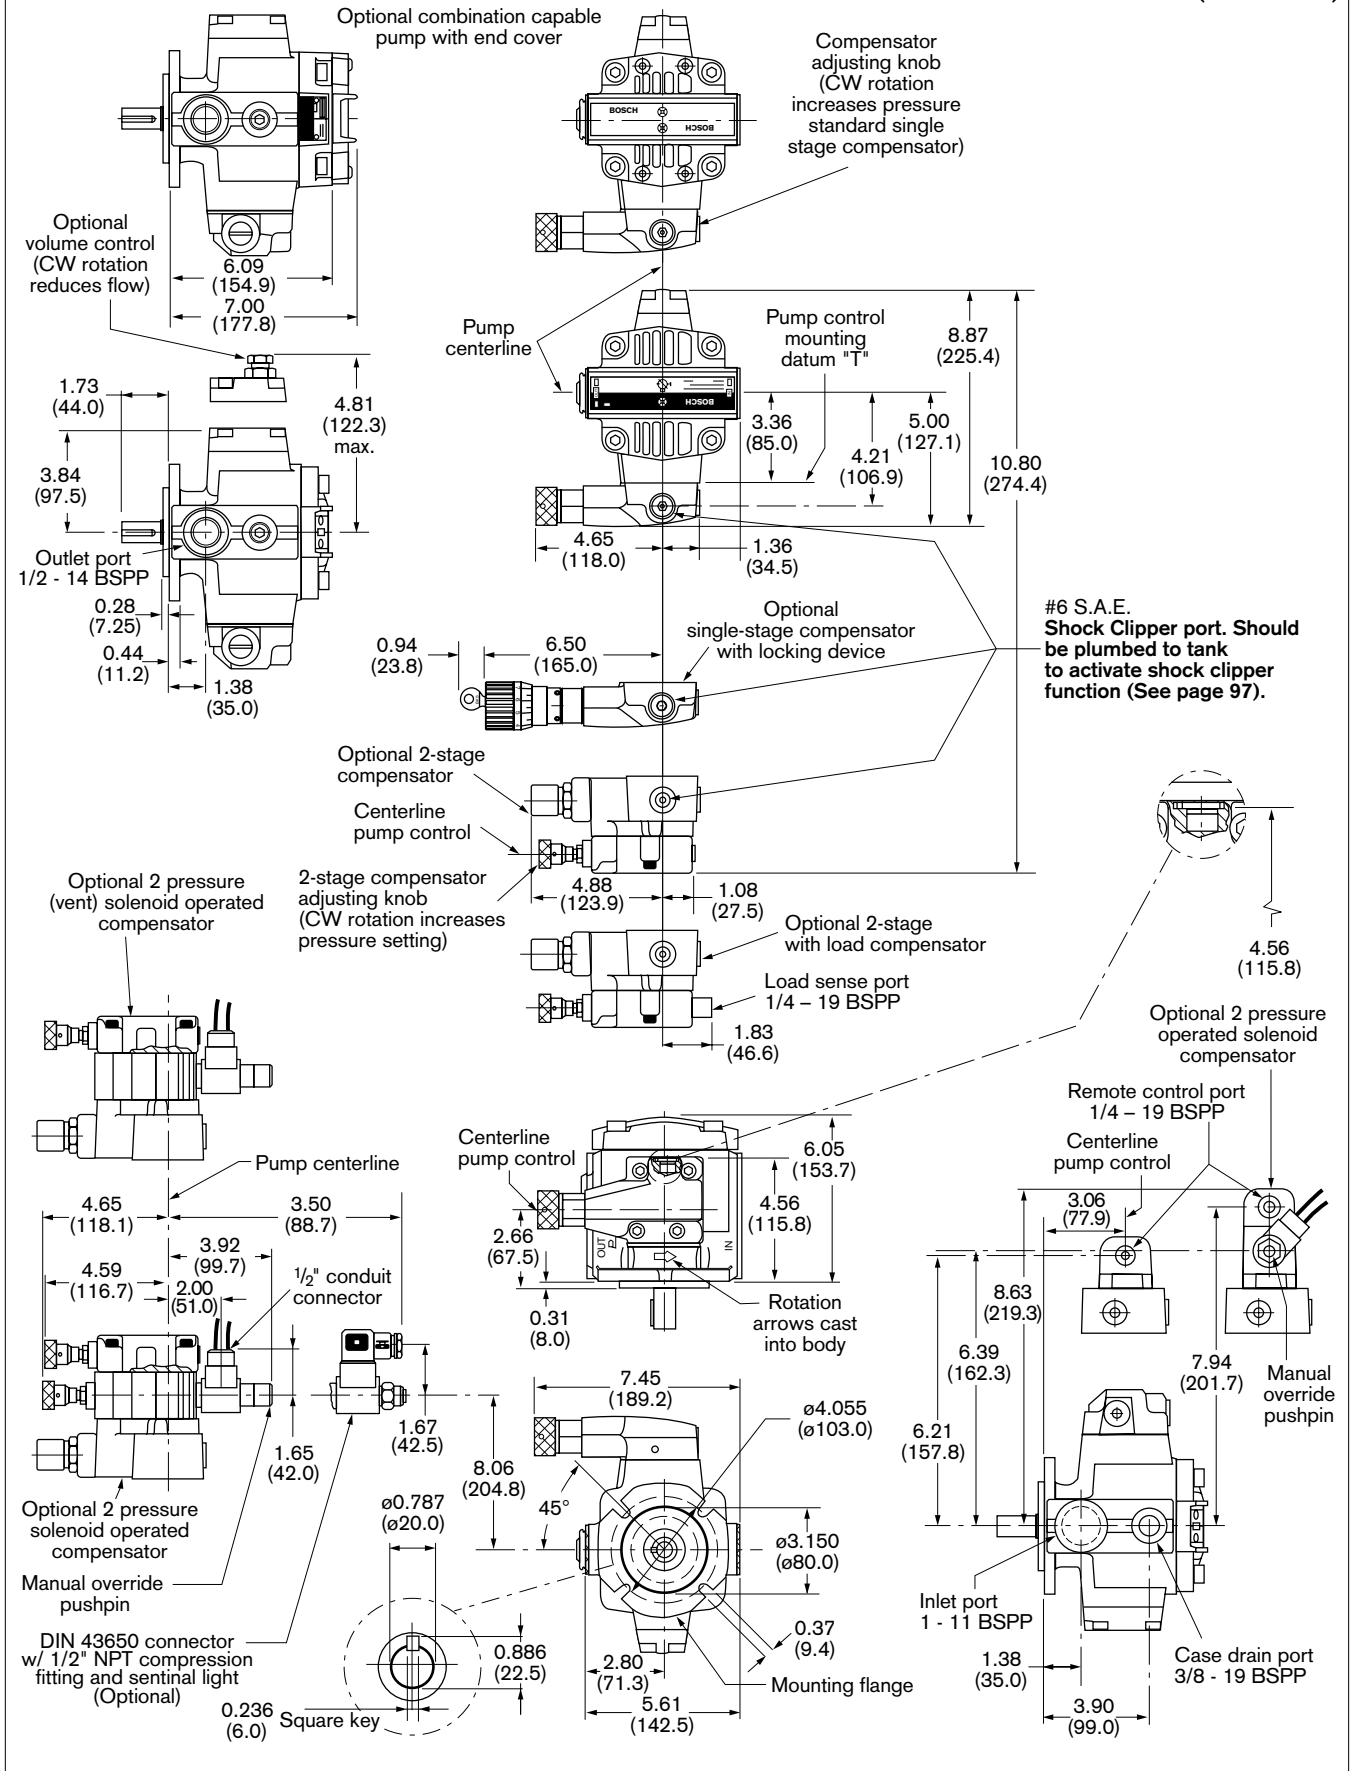 Optional combination capable
pump with end cover
Compensator
adjusting knob
(CW rotation
increases pressure
standard single
stage compensator)
BOSCH
BOSCH
Optional
volume control
(CW rotation
reduces flow)
6.09
(154.9)
7.00
(177.8)
Pump
centerline
Pump control
mounting
datum "T"
8.87
(225.4)
BOSCH
1.73
(44.0)
4.81
(122.3)
max.
3.36
(85.0)
5.00
(127.1)
4.21
(106.9)
10.80
(274.4)
3.84
(97.5)
Outlet port
1/2 - 14 BSPP
4.65
(118.0)
1.36
(34.5)
0.28
(7.25)
0.44
(11.2)
1.38
(35.0)
0.94
(23.8)
6.50
(165.0)
Optional
single-stage compensator
with locking device
#6 S.A.E.
Shock Clipper port. Should
be plumbed to tank
to activate shock clipper
function (See page 97).
Optional 2-stage
compensator
Centerline
pump control
2-stage compensator
adjusting knob
(CW rotation increases
pressure setting)
4.88
(123.9)
1.08
(27.5)
Optional 2-stage
with load compensator
Load sense port
1/4 – 19 BSPP
1.83
(46.6)
4.56
(115.8)
Optional 2 pressure
(vent) solenoid operated
compensator
Optional 2 pressure
operated solenoid
compensator
Remote control port
1/4 – 19 BSPP
Centerline
pump control
Pump centerline
Centerline
pump control
6.05
(153.7)
4.56
(115.8)
2.66
(67.5)
OUT
P
IN
0.31
(8.0)
Rotation
arrows cast
into body
4.65
(118.1)
3.50
(88.7)
3.92
(99.7)
4.59
(116.7)
2.00
(51.0)
1/2" conduit
connector
1.67
(42.5)
1.65
(42.0)
3.06
(77.9)
8.63
(219.3)
6.39
(162.3)
7.94
(201.7)
Manual
override
pushpin
6.21
(157.8)
7.45
(189.2)
ø4.055
(ø103.0)
8.06
(204.8)
45°
ø3.150
(ø80.0)
0.37
(9.4)
2.80
(71.3)
5.61
(142.5)
Mounting flange
Optional 2 pressure
solenoid operated
compensator
Manual override
pushpin
DIN 43650 connector
w/ 1/2" NPT compression
fitting and sentinal light
(Optional)
ø0.787
(ø20.0)
0.886
(22.5)
0.236
(6.0)
Square key
Inlet port
1 - 11 BSPP
1.38
(35.0)
3.90
(99.0)
Case drain port
3/8 - 19 BSPP